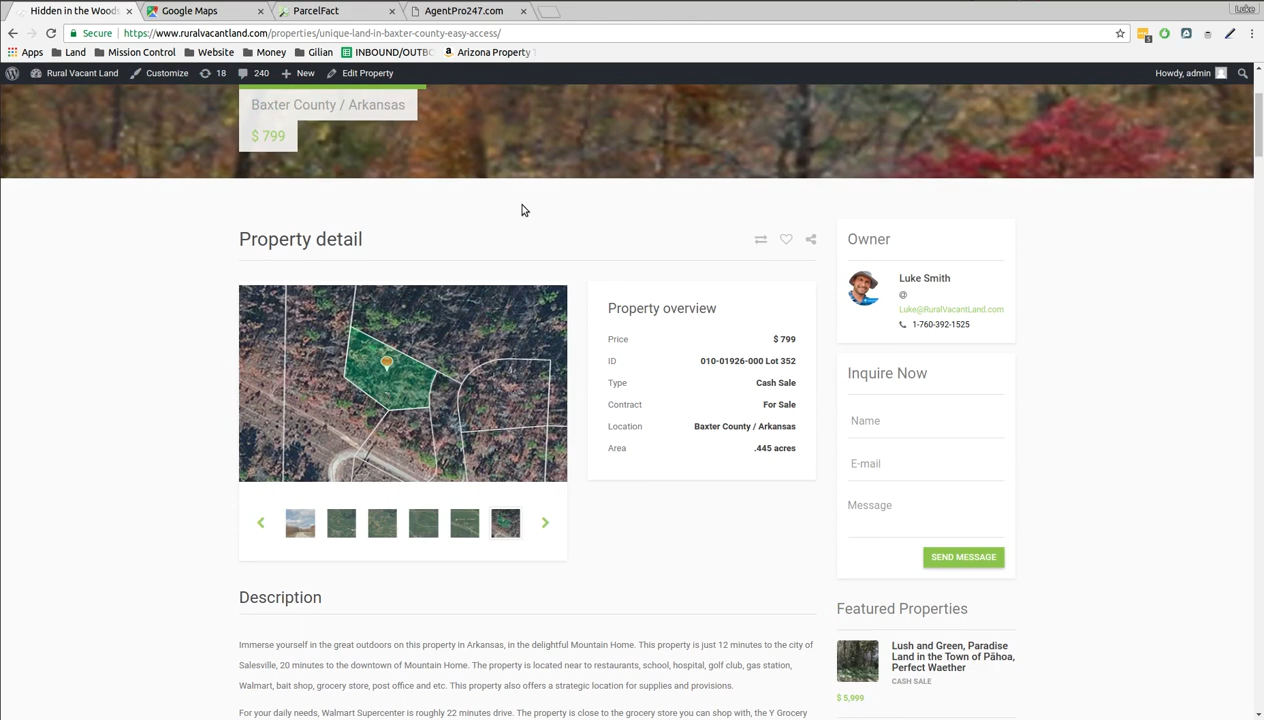 Hidden in the Woods
Google Maps
ParcelFact
AgentPro247.com
Luke
Secure
https://www.ruralvacantland.com/properties/unique-land-in-baxter-county-easy-access/
Apps
Land
Mission Control
Website
Money
Gilian
INBOUND/OUTBO
Arizona Property T
Rural Vacant Land
Customize
18
240
New
Edit Property
Howdy, admin
Baxter County / Arkansas
$ 799
Property detail
Property overview
Price $ 799
ID 010-01926-000 Lot 352
Type Cash Sale
Contract For Sale
Location Baxter County / Arkansas
Area .445 acres
Description
Immerse yourself in the great outdoors on this property in Arkansas, in the delightful Mountain Home. This property is just 12 minutes to the city of
Salesville, 20 minutes to the downtown of Mountain Home. The property is located near to restaurants, school, hospital, golf club, gas station,
Walmart, bait shop, grocery store, post office and etc. This property also offers a strategic location for supplies and provisions.
For your daily needs, Walmart Supercenter is roughly 22 minutes drive. The property is close to the grocery store you can shop with, the Y Grocery
Owner
Luke Smith
@
Luke@RuralVacantLand.com
1-760-392-1525
Inquire Now
Name
E-mail
Message
SEND MESSAGE
Featured Properties
Lush and Green, Paradise
Land in the Town of Pāhoa,
Perfect Waether
CASH SALE
$ 5,999